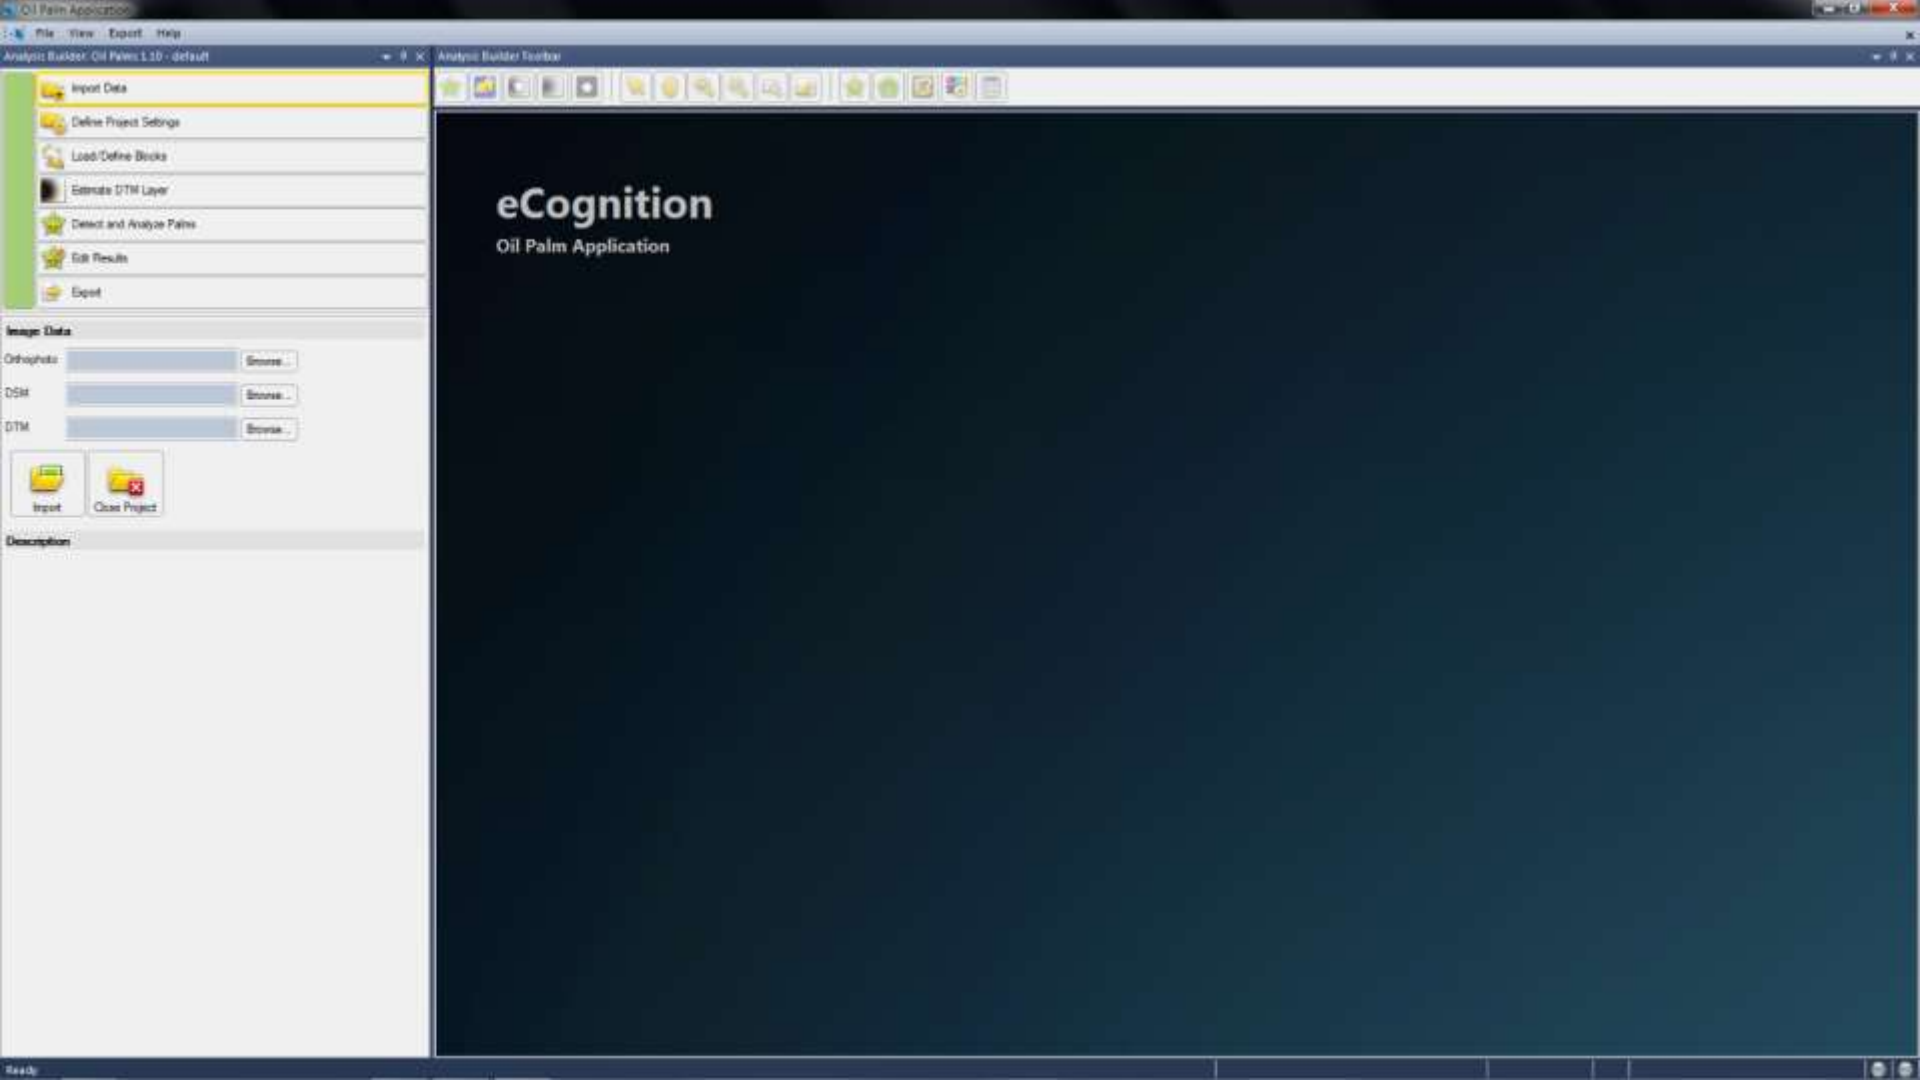 Oil Palm Application
File View Export Help
Analysis Builder: Oil Palms 1.10 - default
Analysis Builder Toolbar
Import Data
Define Project Settings
Load/Define Blocks
Estimate DTM Layer
Detect and Analyze Palms
Edit Results
Export
Image Data
Orthophoto
Browse...
DSM
Browse...
DTM
Browse...
Import
Close Project
Description
eCognition
Oil Palm Application
Ready